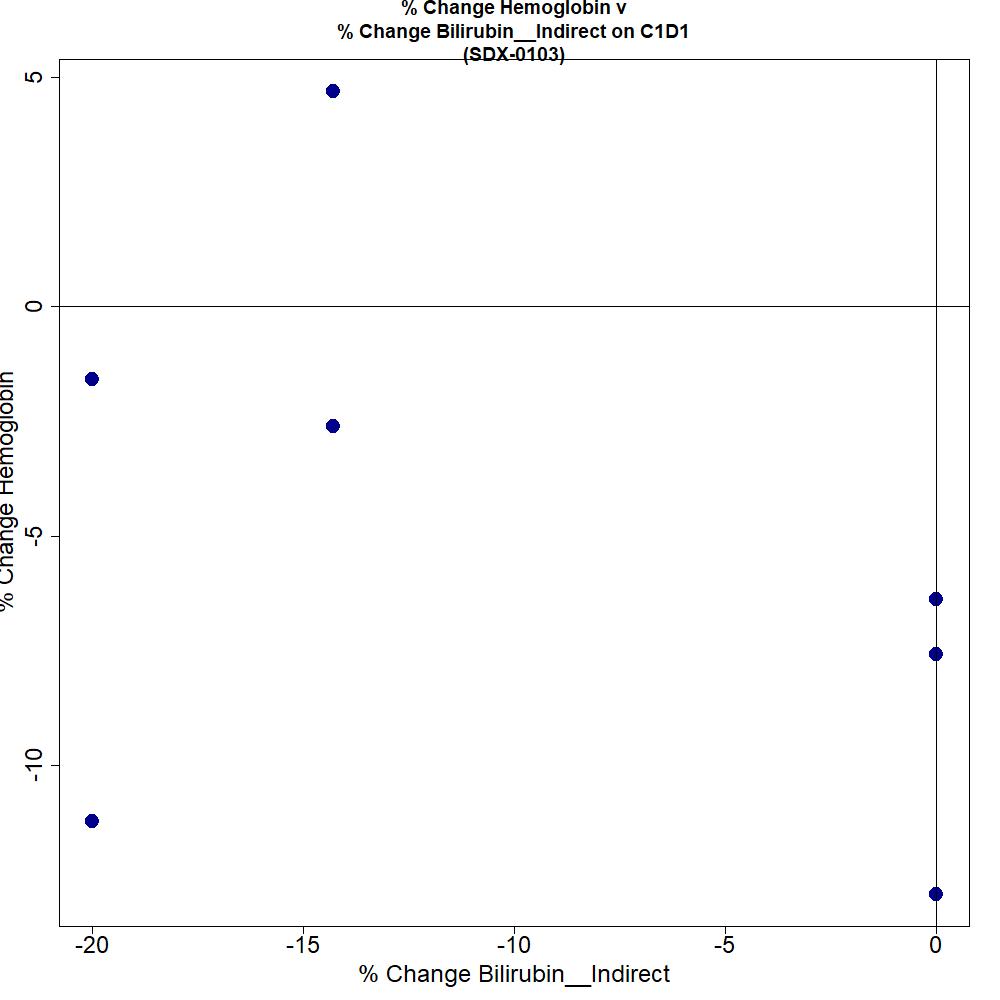 % Change Hemoglobin v
% Change Bilirubin__Indirect on C1D1
(SDX-0103)
5
0
-5
-10
% Change Hemoglobin
-20
-15
-10
-5
0
% Change Bilirubin__Indirect